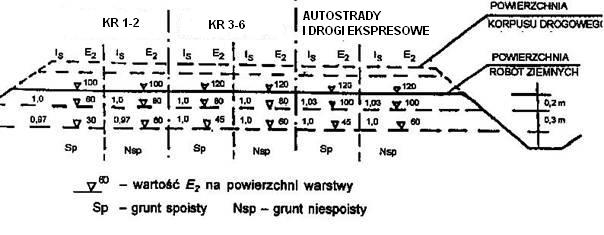 POWIERZCHNIA
KORPUSU DROGOWEGO
KR 1-2 KR 3-6 AUTOSTRADY
I DROGI EKSPRESOWE
POWIERZCHNIA
ROBÓT ZIEMNYCH
Is E2 Is E2 Is E2 Is E2 Is E2 Is E2
100 100 120 120 120 120
1,0 60 1,0 80 1,0 80 1,0 80 1,03 100 1,03 100 0,2 m
0,97 30 0,97 60 1,0 45 1,0 60 1,0 45 1,0 60 0,3 m
Sp Nsp Sp Nsp Sp Nsp
60 – wartość E2 na powierzchni warstwy
Sp – grunt spoisty Nsp – grunt niespoisty